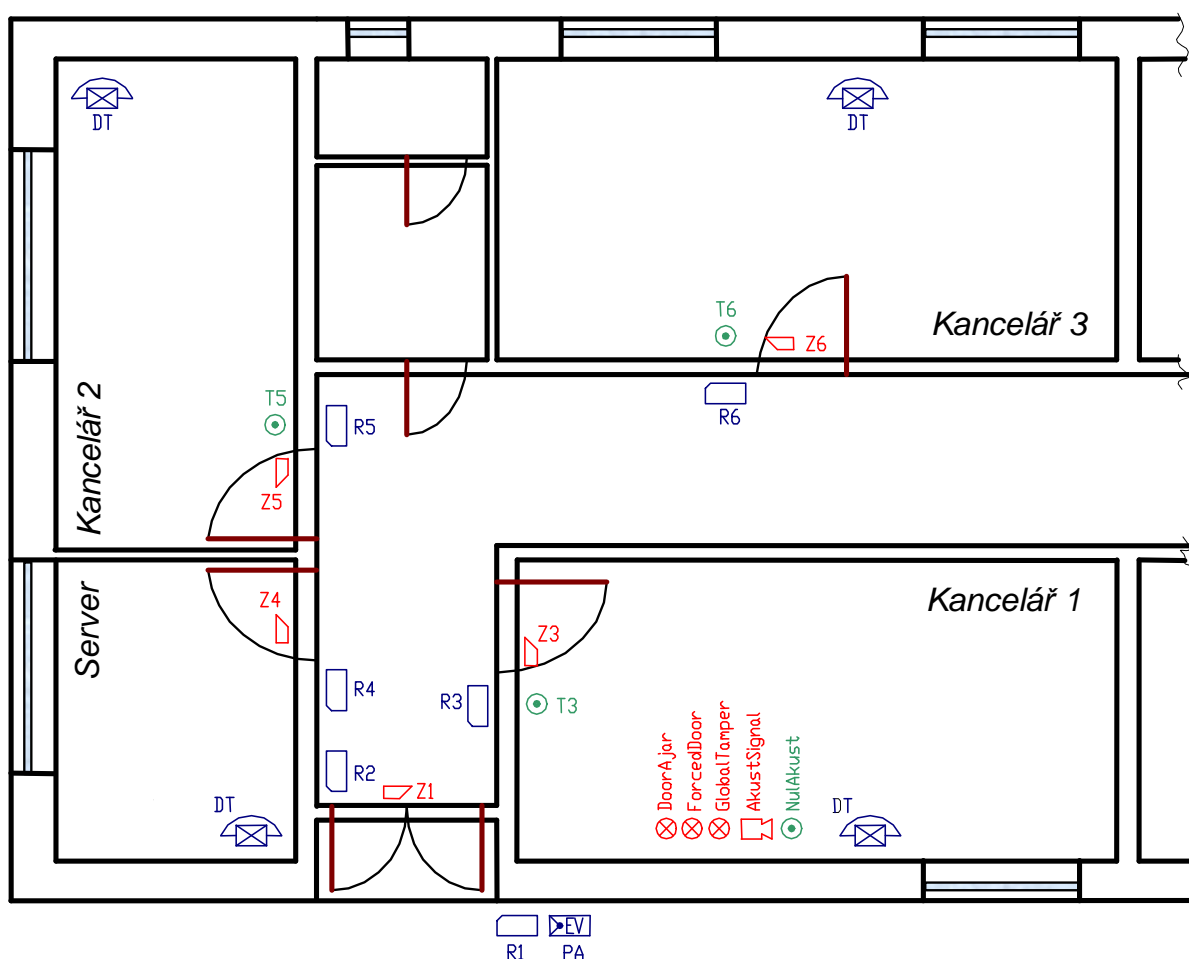 DT
DT
T6
Z6
Kancelář 3
T5
R5
R6
Kancelář 2
Z5
Server
Z4
Z3
Kancelář 1
R4
R3
T3
DoorAjar
ForcedDoor
GlobalTamper
AkustSignal
NulAkust
R2
Z1
DT
DT
EV
R1
PA